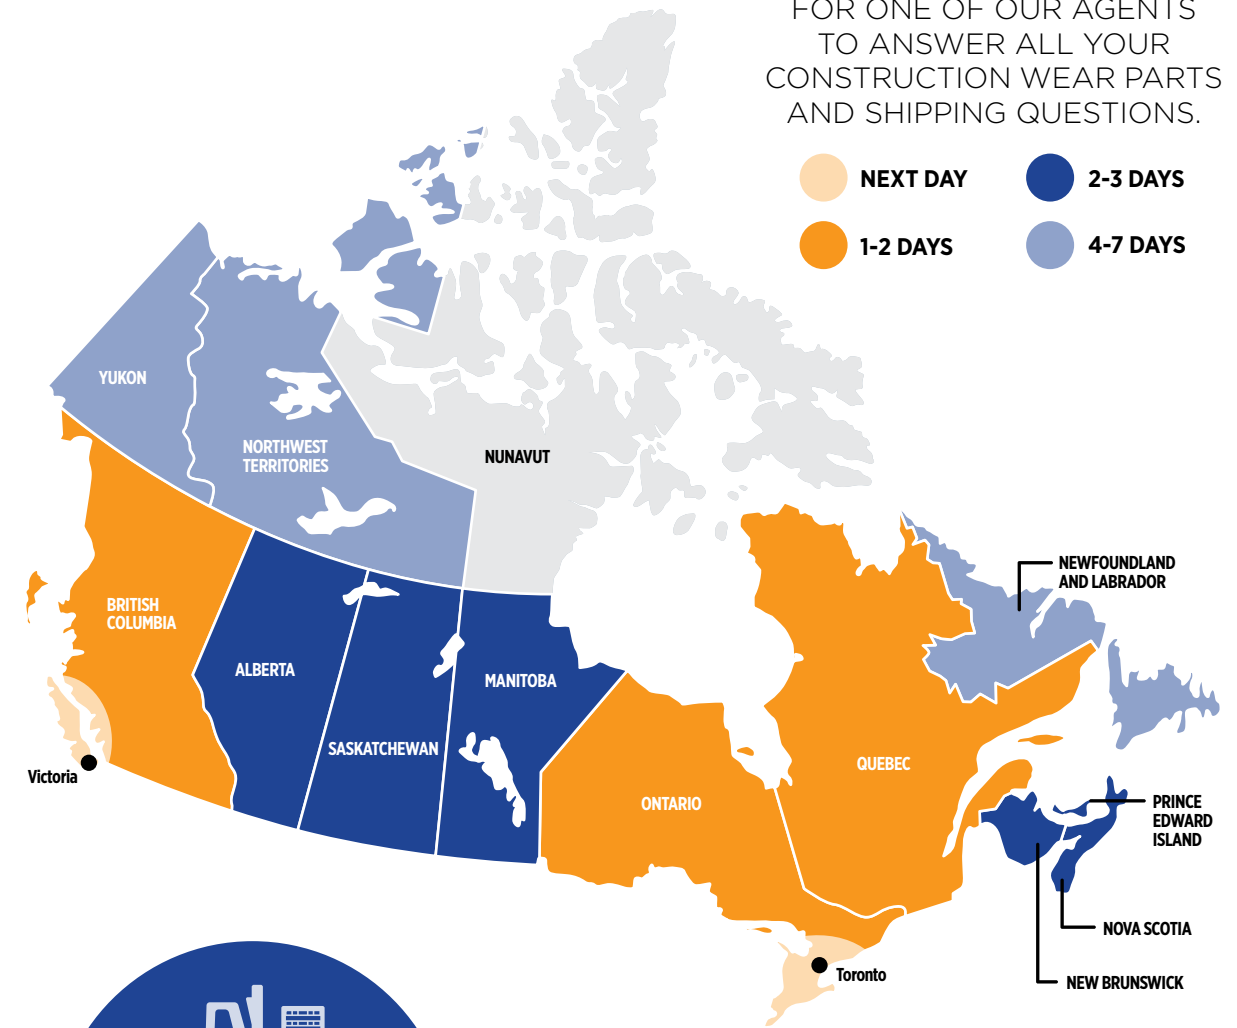 FOR ONE OF OUR AGENTS
TO ANSWER ALL YOUR
CONSTRUCTION WEAR PARTS
AND SHIPPING QUESTIONS.
NEXT DAY
2-3 DAYS
1-2 DAYS
4-7 DAYS
YUKON
NORTHWEST
TERRITORIES
NUNAVUT
BRITISH
COLUMBIA
ALBERTA
SASKATCHEWAN
MANITOBA
ONTARIO
QUEBEC
NEWFOUNDLAND
AND LABRADOR
Victoria
PRINCE
EDWARD
ISLAND
NOVA SCOTIA
NEW BRUNSWICK
Toronto